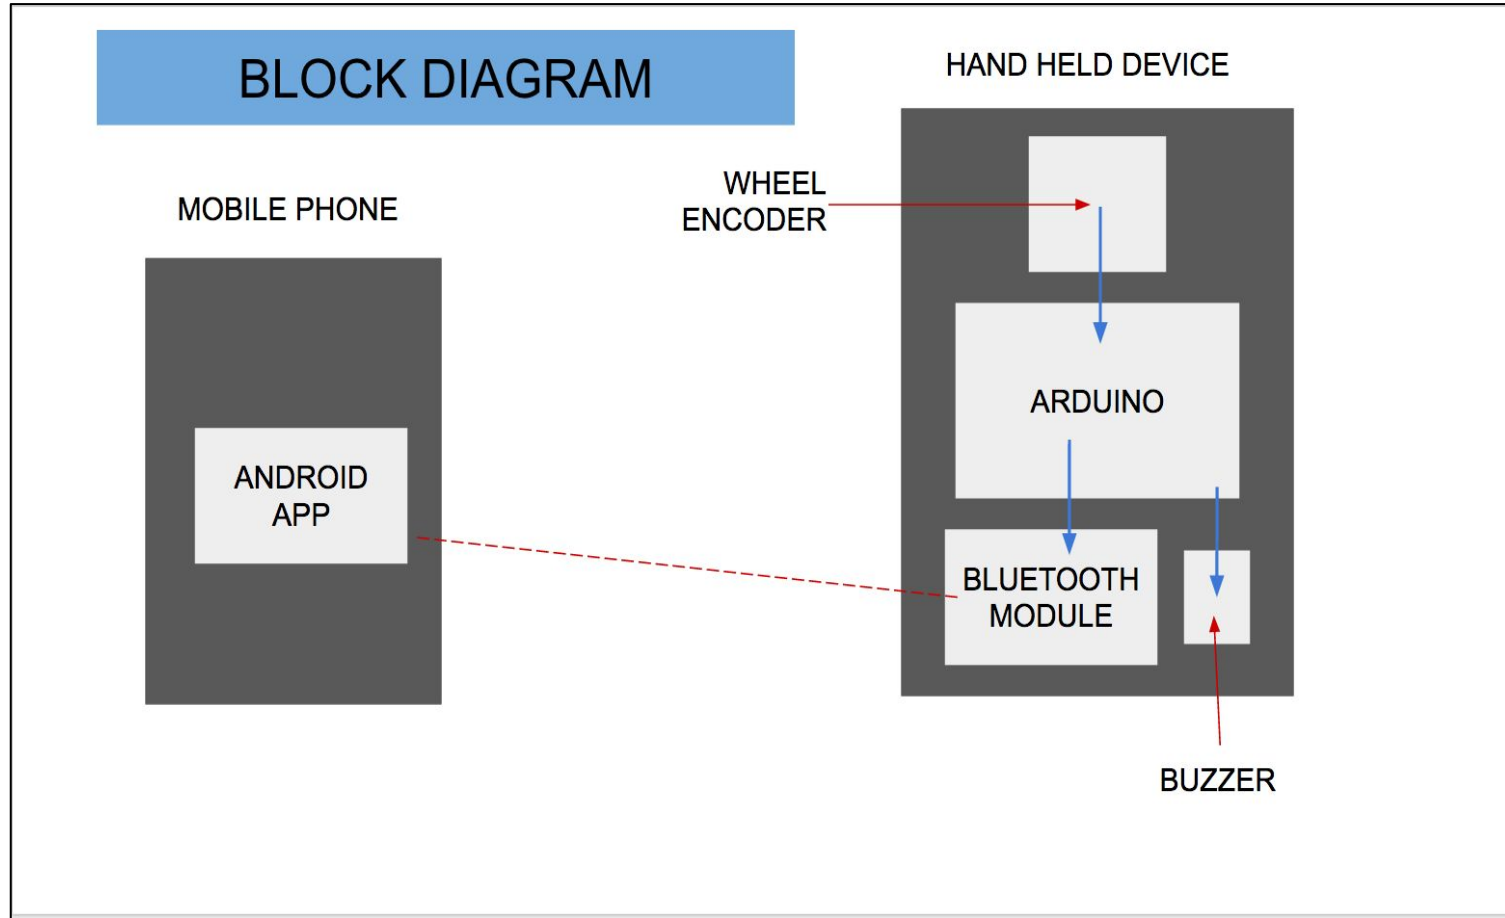 BLOCK DIAGRAM
HAND HELD DEVICE
MOBILE PHONE
WHEEL
ENCODER
ARDUINO
ANDROID
APP
BLUETOOTH
MODULE
BUZZER